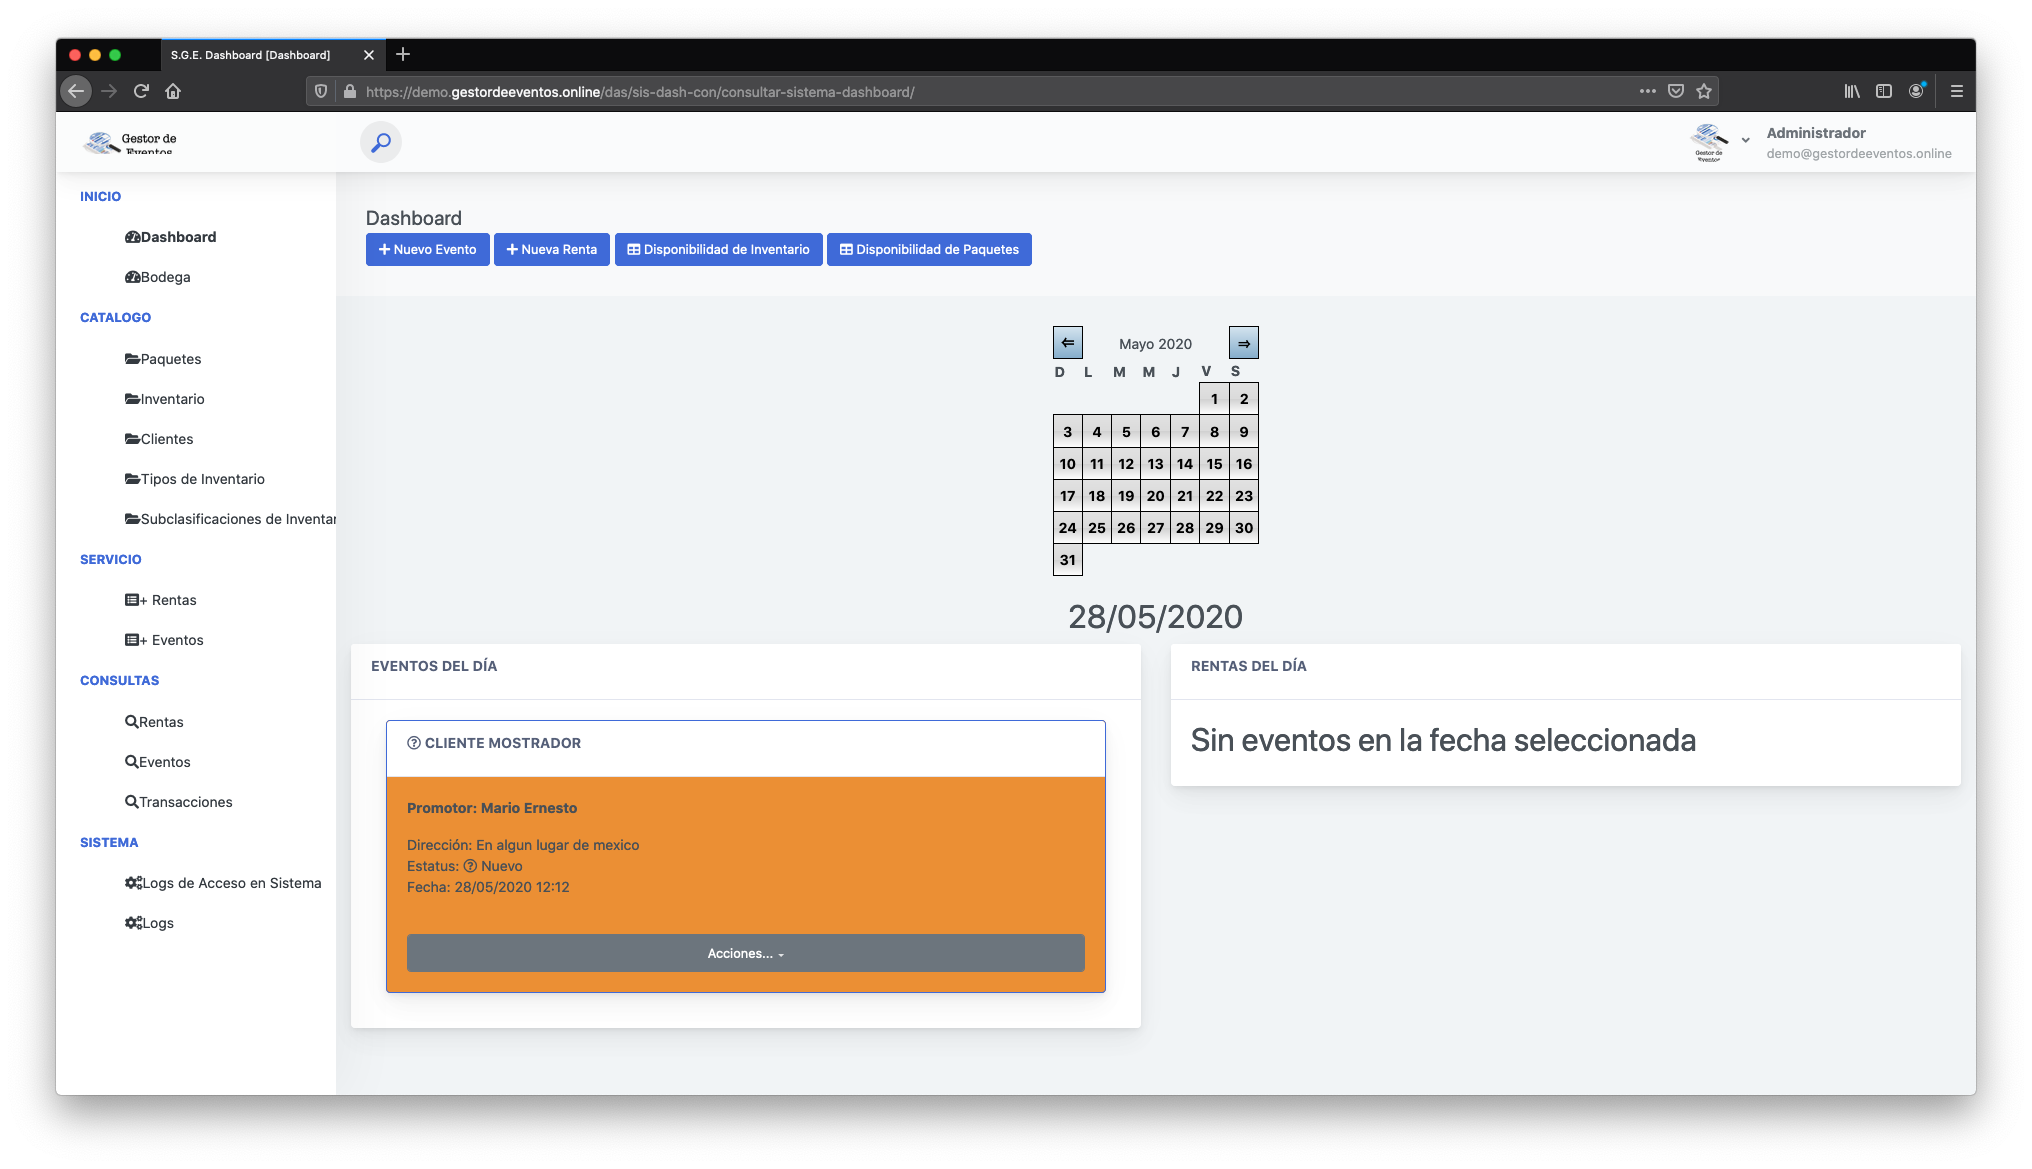 S.G.E. Dashboard [Dashboard]
https://demo.gestordeeventos.online/das/sis-dash-con/consultar-sistema-dashboard/
Gestor de
Eventos
Gestor de
Eventos
Administrador
demo@gestordeeventos.online
INICIO
Dashboard
Bodega
CATALOGO
Paquetes
Inventario
Clientes
Tipos de Inventario
Subclasificaciones de Inventar
SERVICIO
+ Rentas
+ Eventos
CONSULTAS
Rentas
Eventos
Transacciones
SISTEMA
Logs de Acceso en Sistema
Logs
Dashboard
+ Nuevo Evento
+ Nueva Renta
Disponibilidad de Inventario
Disponibilidad de Paquetes
⇐ Mayo 2020 ⇒
D L M M J V S
1 2
3 4 5 6 7 8 9
10 11 12 13 14 15 16
17 18 19 20 21 22 23
24 25 26 27 28 29 30
31
28/05/2020
EVENTOS DEL DÍA
CLIENTE MOSTRADOR
Promotor: Mario Ernesto
Dirección: En algun lugar de mexico
Estatus: Nuevo
Fecha: 28/05/2020 12:12
Acciones...
RENTAS DEL DÍA
Sin eventos en la fecha seleccionada